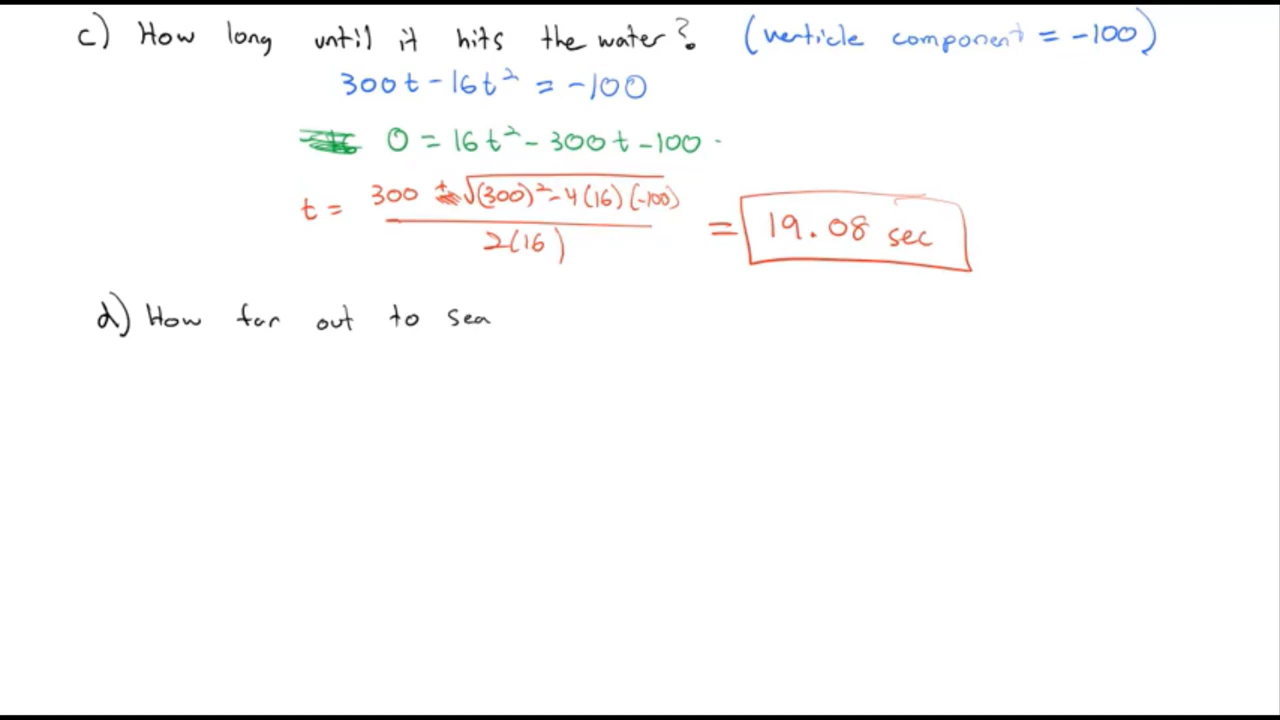 c) How long until it hits the water? (verticle component = -100)
300t - 16t² = -100
0 = 16t² - 300t - 100
t = (300 ± √((300)² - 4(16)(-100))) / 2(16) = 19.08 sec
d) How far out to sea